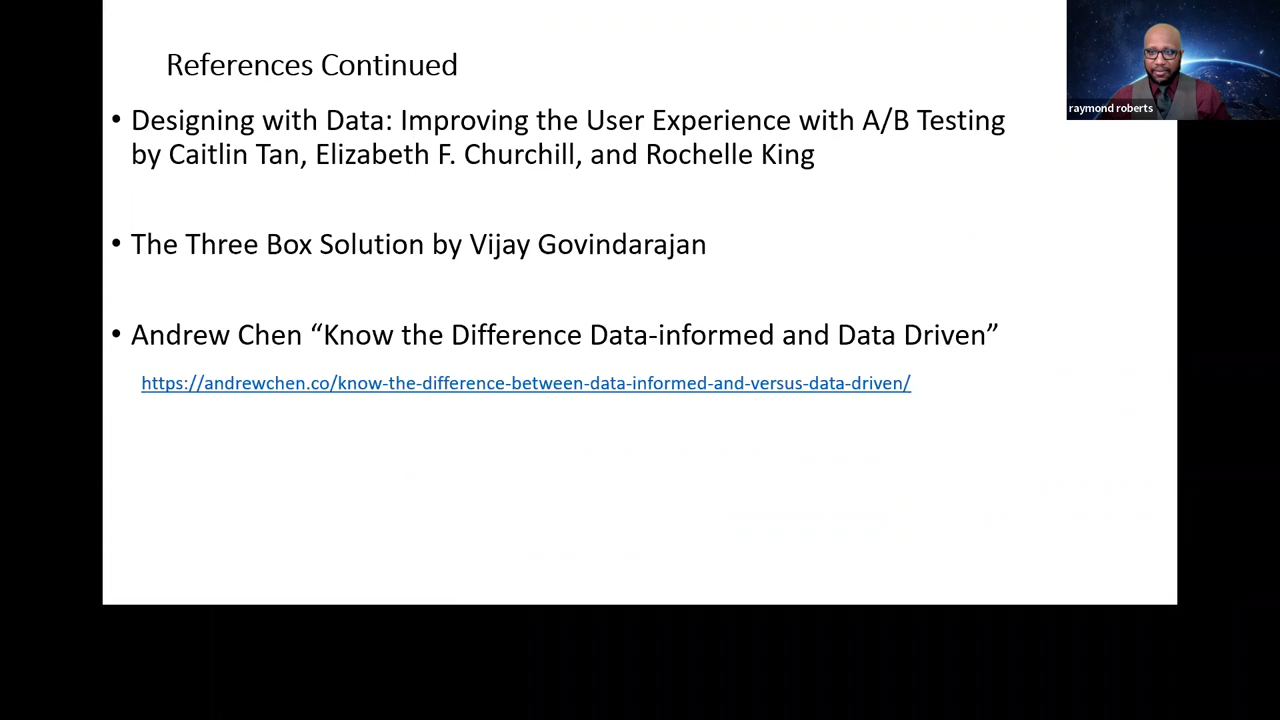 References Continued
• Designing with Data: Improving the User Experience with A/B Testing
by Caitlin Tan, Elizabeth F. Churchill, and Rochelle King
• The Three Box Solution by Vijay Govindarajan
• Andrew Chen “Know the Difference Data-informed and Data Driven”
https://andrewchen.co/know-the-difference-between-data-informed-and-versus-data-driven/
raymond roberts